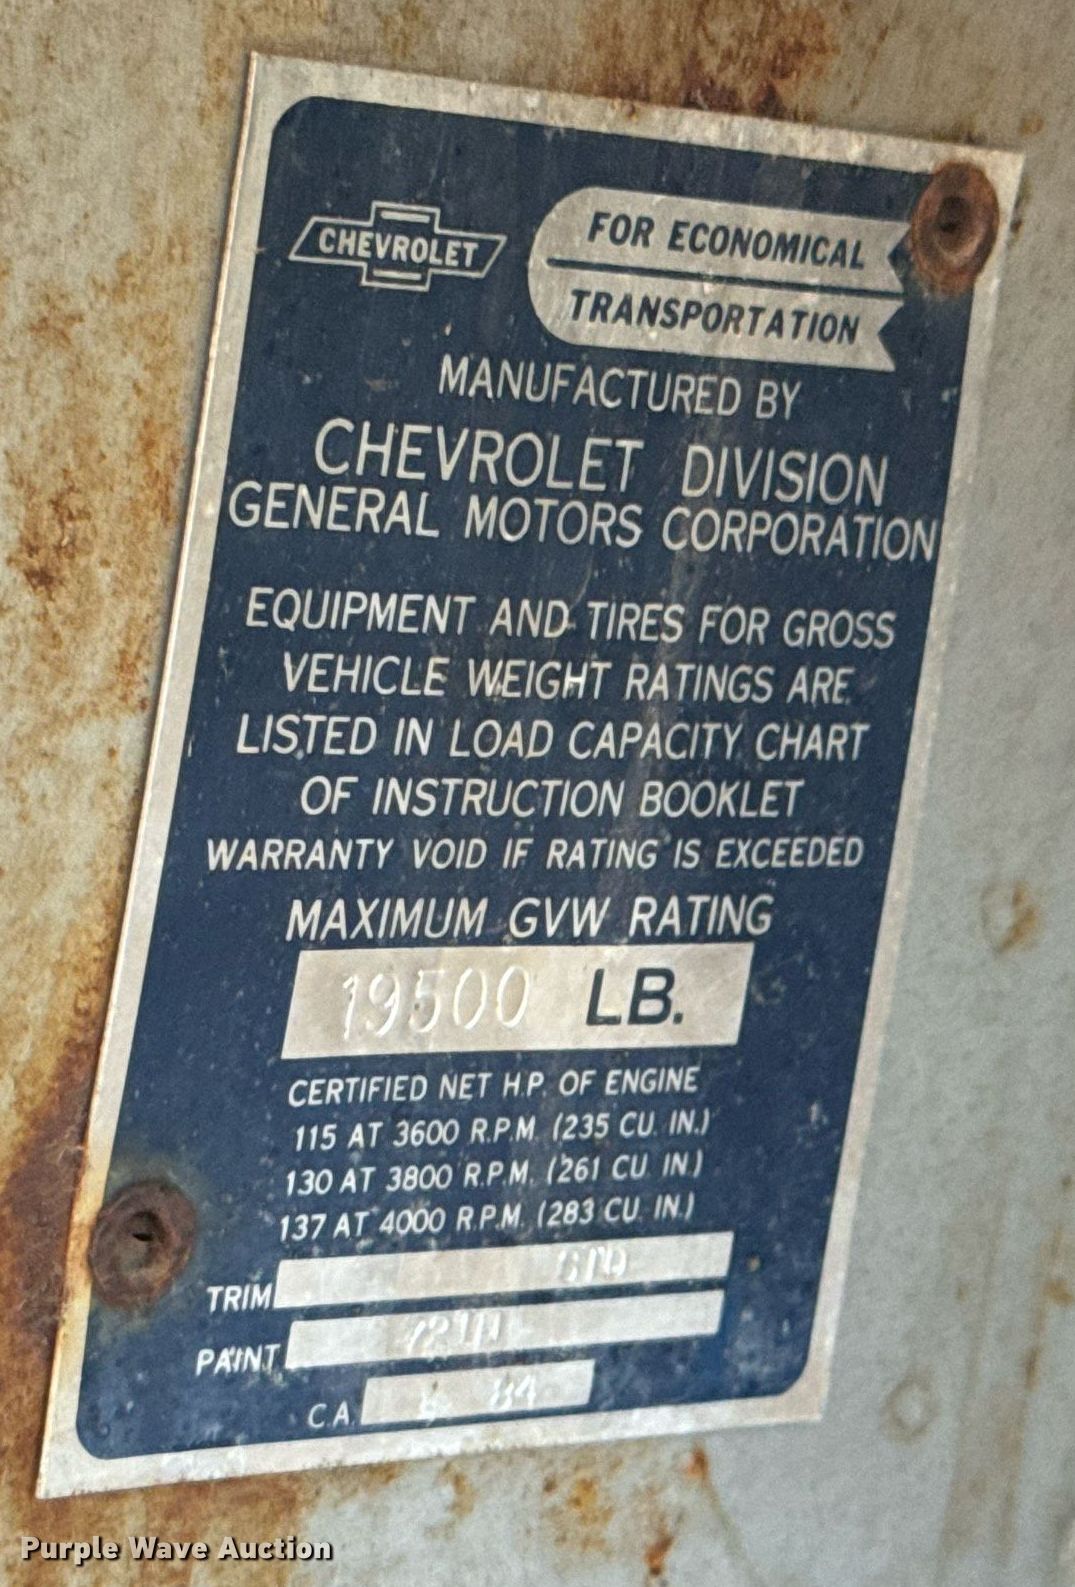 CHEVROLET
FOR ECONOMICAL
TRANSPORTATION
MANUFACTURED BY
CHEVROLET DIVISION
GENERAL MOTORS CORPORATION
EQUIPMENT AND TIRES FOR GROSS
VEHICLE WEIGHT RATINGS ARE
LISTED IN LOAD CAPACITY CHART
OF INSTRUCTION BOOKLET
WARRANTY VOID IF RATING IS EXCEEDED
MAXIMUM GVW RATING
19500 LB.
CERTIFIED NET H.P. OF ENGINE
115 AT 3600 R.P.M. (235 CU. IN.)
130 AT 3800 R.P.M. (261 CU. IN.)
137 AT 4000 R.P.M. (283 CU. IN.)
TRIM
PAINT
C.A. 84
Purple Wave Auction